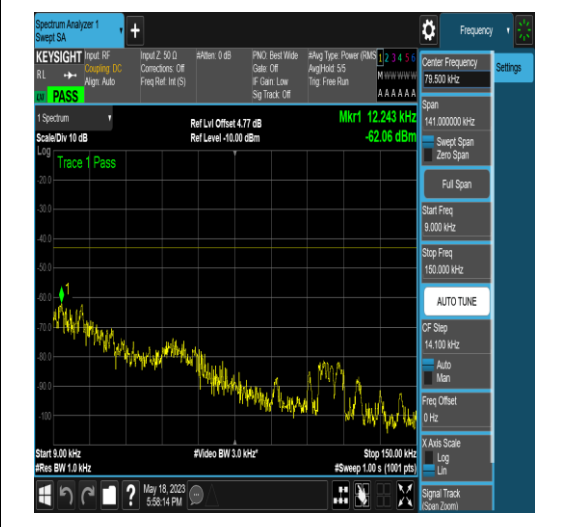 Spectrum Analyzer 1
Swept SA
+
Frequency
Settings
KEYSIGHT
RL
PASS
Input: RF
Coupling: DC
Align: Auto
Input Z: 50 Ω
Corrections: Off
Freq Ref: Int (S)
#Atten: 0 dB
PNO: Best Wide
Gate: Off
IF Gain: Low
Sig Track: Off
#Avg Type: Power (RMS
Avg|Hold: 5/5
Trig: Free Run
1 2 3 4 5 6
M W W W W W
A A A A A A
1 Spectrum
Scale/Div 10 dB
Ref Lvl Offset 4.77 dB
Ref Level -10.00 dBm
Mkr1 12.243 kHz
-62.06 dBm
Log
Trace 1 Pass
1
-20.0
-30.0
-40.0
-50.0
-60.0
-70.0
-80.0
-90.0
-100
Start 9.00 kHz
#Res BW 1.0 kHz
#Video BW 3.0 kHz*
Stop 150.00 kHz
#Sweep 1.00 s (1001 pts)
?
May 18, 2023
5:58:14 PM
Center Frequency
79.500 kHz
Span
141.000000 kHz
Swept Span
Zero Span
Full Span
Start Freq
9.000 kHz
Stop Freq
150.000 kHz
AUTO TUNE
CF Step
14.100 kHz
Auto
Man
Freq Offset
0 Hz
X Axis Scale
Log
Lin
Signal Track
(Span Zoom)